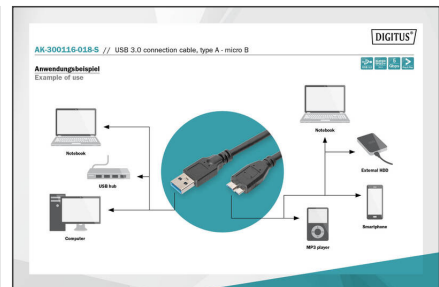 DIGITUS®
AK-300116-018-S // USB 3.0 connection cable, type A - micro B
Anwendungsbeispiel
Example of use
Notebook
USB hub
Computer
Notebook
External HDD
Smartphone
MP3 player